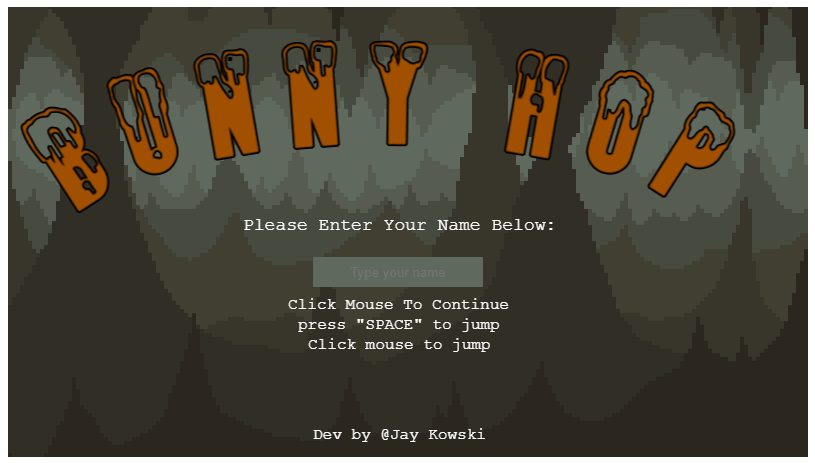 BUNNY HOP
Please Enter Your Name Below:
Type your name
Click Mouse To Continue
press "SPACE" to jump
Click mouse to jump
Dev by @Jay Kowski